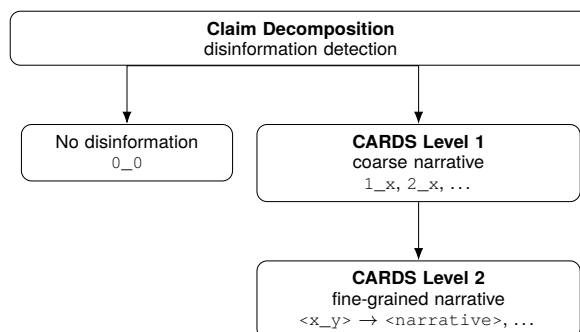 Claim Decomposition
disinformation detection
No disinformation
0_0
CARDS Level 1
coarse narrative
1_x, 2_x, ...
CARDS Level 2
fine-grained narrative
<x_y> → <narrative>, ...